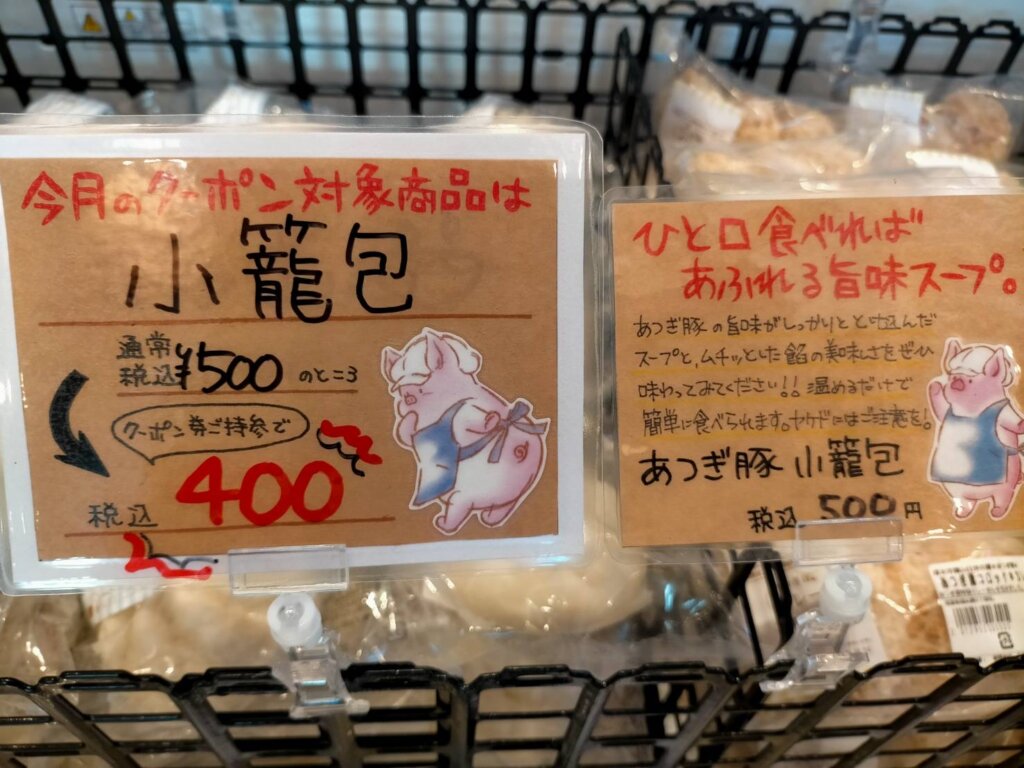 今月のクーポン対象商品は
小籠包
通常
税込¥500 のところ
クーポン券ご持参で
税込 400
ひと口食べれば
あふれる旨味スープ。
あつぎ豚の旨味がしっかりととけ込んだ
スープと、ムチッとした餡の美味しさをぜひ
味わってみてください!!温めるだけで
簡単に食べられます。ヤケドにはご注意を!
あつぎ豚 小籠包
税込 500円